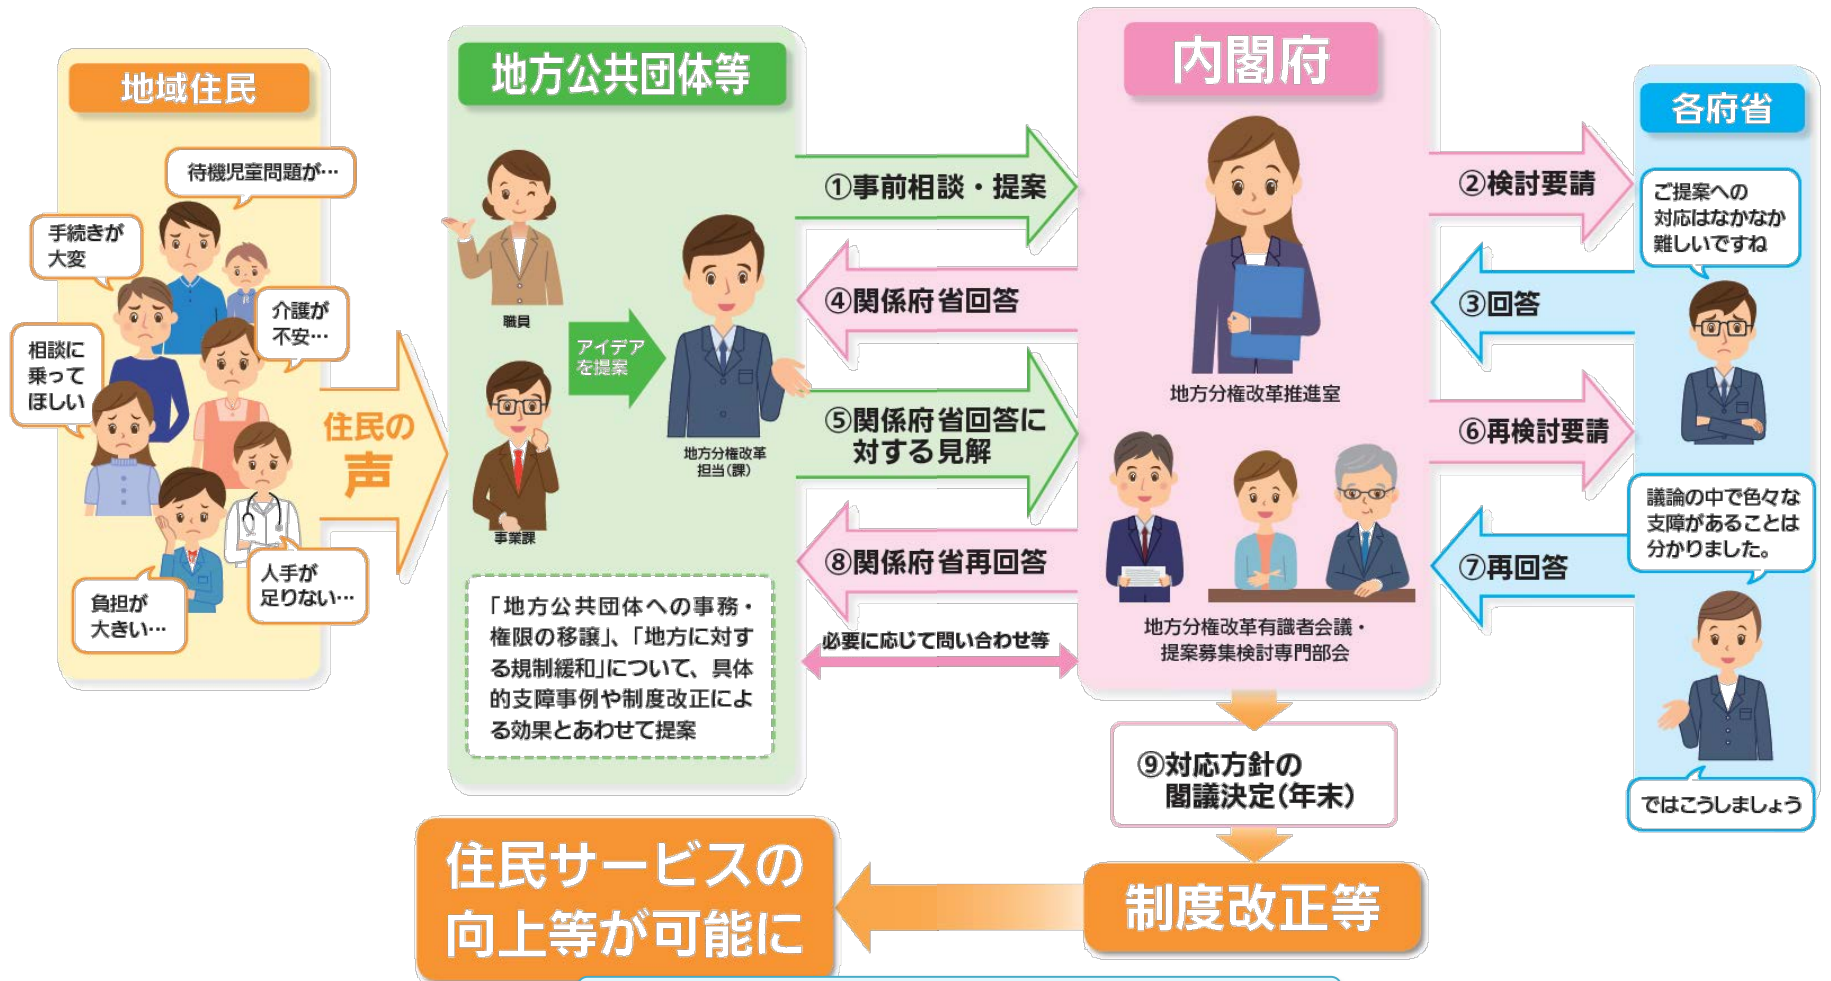 地域住民
待機児童問題が…
手続きが
大変
介護が
不安…
相談に
乗って
ほしい
人手が
足りない…
負担が
大きい…
住民の
声
地方公共団体等
職員
アイデア
を提案
事業課
地方分権改革
担当(課)
「地方公共団体への事務・
権限の移譲」、「地方に対す
る規制緩和」について、具体
的支障事例や制度改正によ
る効果とあわせて提案
①事前相談・提案
④関係府省回答
⑤関係府省回答に
対する見解
⑧関係府省再回答
必要に応じて問い合わせ等
内閣府
地方分権改革推進室
地方分権改革有識者会議・
提案募集検討専門部会
②検討要請
③回答
⑥再検討要請
⑦再回答
各府省
ご提案への
対応はなかなか
難しいですね
議論の中で色々な
支障があることは
分かりました。
ではこうしましょう
⑨対応方針の
閣議決定(年末)
制度改正等
住民サービスの
向上等が可能に